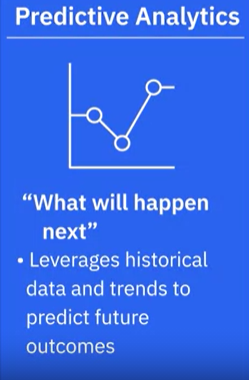 Predictive Analytics
“What will happen
next”
• Leverages historical
data and trends to
predict future
outcomes